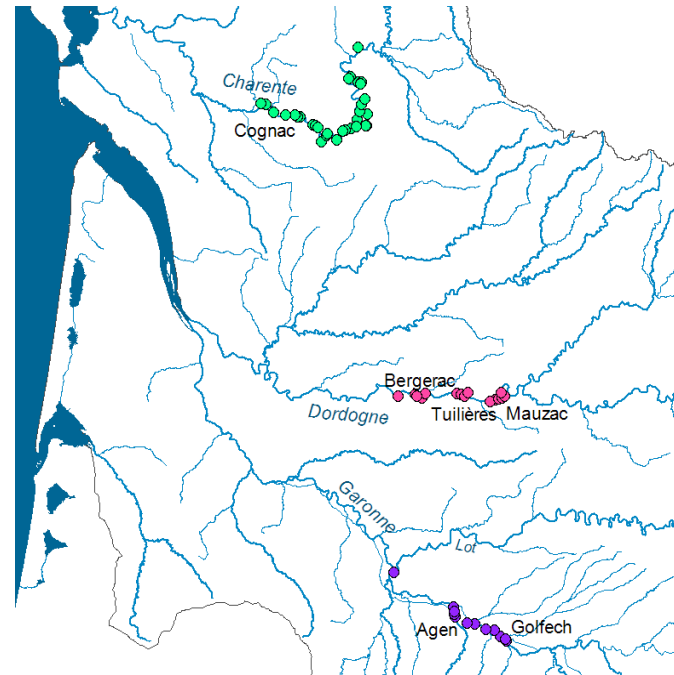 Charente
Cognac
Bergerac
Dordogne
Tuilières
Mauzac
Garonne
Lot
Agen
Golfech